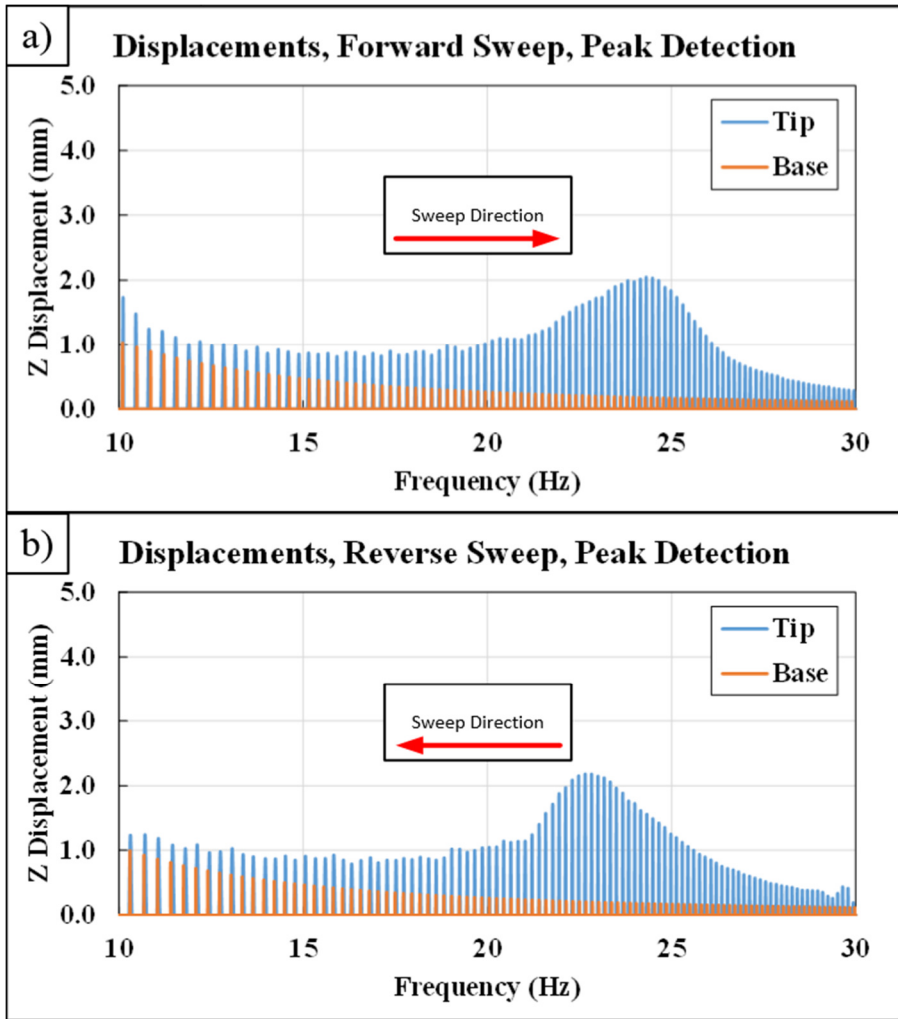 a)
Displacements, Forward Sweep, Peak Detection
Z Displacement (mm)
5.0
4.0
3.0
2.0
1.0
0.0
Tip
Base
Sweep Direction
10 15 20 25 30
Frequency (Hz)
b)
Displacements, Reverse Sweep, Peak Detection
Z Displacement (mm)
5.0
4.0
3.0
2.0
1.0
0.0
Tip
Base
Sweep Direction
10 15 20 25 30
Frequency (Hz)